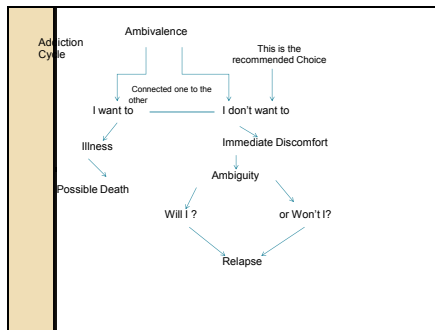 Addiction
Cycle
Ambivalence
This is the
recommended Choice
Connected one to the
other
I want to
I don't want to
Illness
Immediate Discomfort
Ambiguity
Possible Death
Will I ?
or Won't I?
Relapse